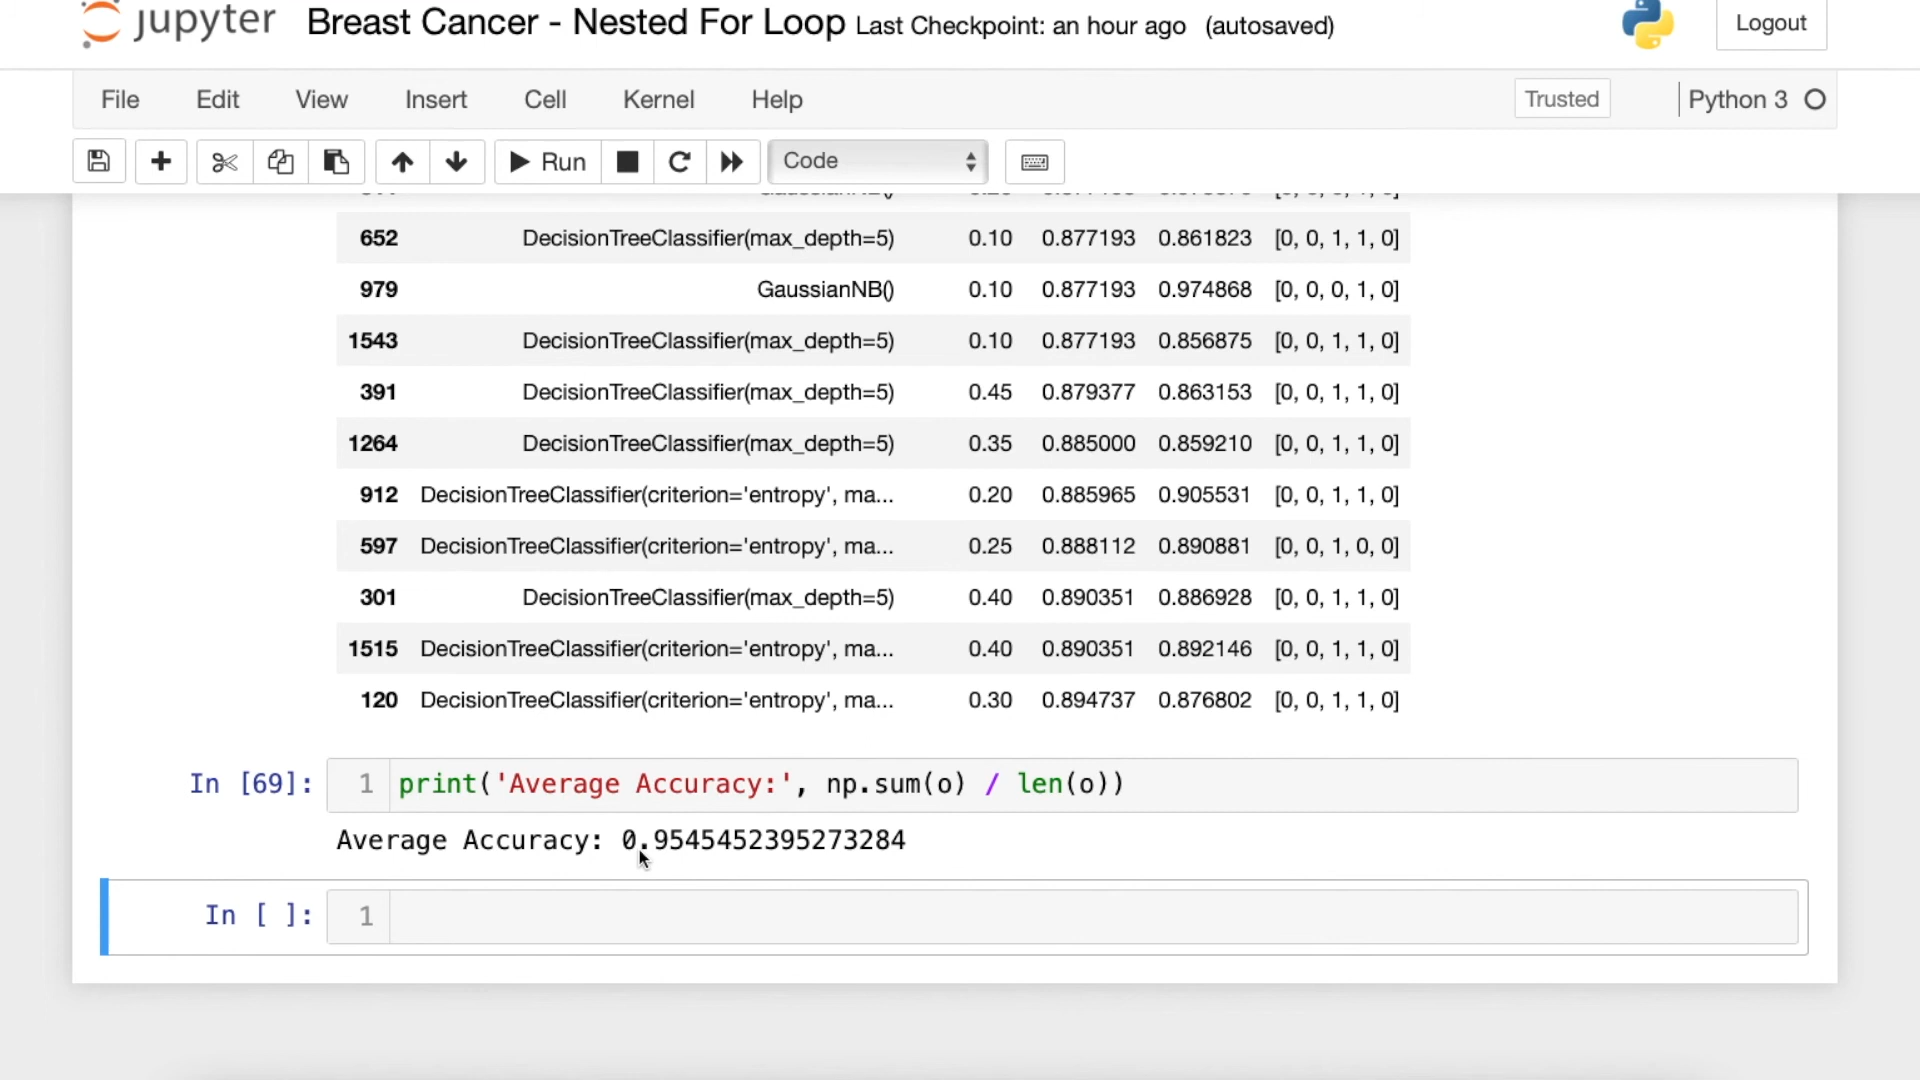 jupyter Breast Cancer - Nested For Loop Last Checkpoint: an hour ago (autosaved) Logout
File Edit View Insert Cell Kernel Help Trusted Python 3
Run Code
652 DecisionTreeClassifier(max_depth=5) 0.10 0.877193 0.861823 [0, 0, 1, 1, 0]
979 GaussianNB() 0.10 0.877193 0.974868 [0, 0, 0, 1, 0]
1543 DecisionTreeClassifier(max_depth=5) 0.10 0.877193 0.856875 [0, 0, 1, 1, 0]
391 DecisionTreeClassifier(max_depth=5) 0.45 0.879377 0.863153 [0, 0, 1, 1, 0]
1264 DecisionTreeClassifier(max_depth=5) 0.35 0.885000 0.859210 [0, 0, 1, 1, 0]
912 DecisionTreeClassifier(criterion='entropy', ma... 0.20 0.885965 0.905531 [0, 0, 1, 1, 0]
597 DecisionTreeClassifier(criterion='entropy', ma... 0.25 0.888112 0.890881 [0, 0, 1, 0, 0]
301 DecisionTreeClassifier(max_depth=5) 0.40 0.890351 0.886928 [0, 0, 1, 1, 0]
1515 DecisionTreeClassifier(criterion='entropy', ma... 0.40 0.890351 0.892146 [0, 0, 1, 1, 0]
120 DecisionTreeClassifier(criterion='entropy', ma... 0.30 0.894737 0.876802 [0, 0, 1, 1, 0]
In [69]: 1 print('Average Accuracy:', np.sum(o) / len(o))
Average Accuracy: 0.9545452395273284
In [ ]: 1